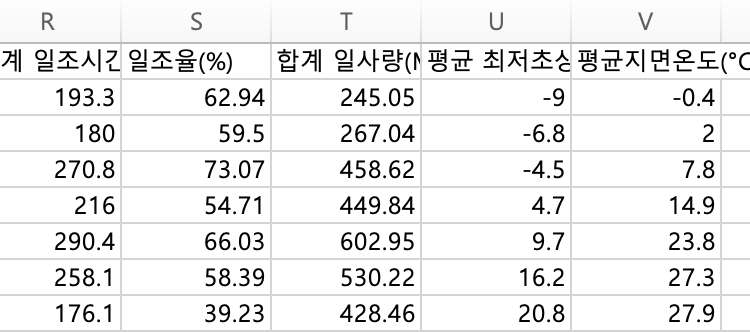 R S T U V
계 일조시간 일조율(%) 합계 일사량(M 평균 최저초상 평균지면온도(°C
193.3 62.94 245.05 -9 -0.4
180 59.5 267.04 -6.8 2
270.8 73.07 458.62 -4.5 7.8
216 54.71 449.84 4.7 14.9
290.4 66.03 602.95 9.7 23.8
258.1 58.39 530.22 16.2 27.3
176.1 39.23 428.46 20.8 27.9